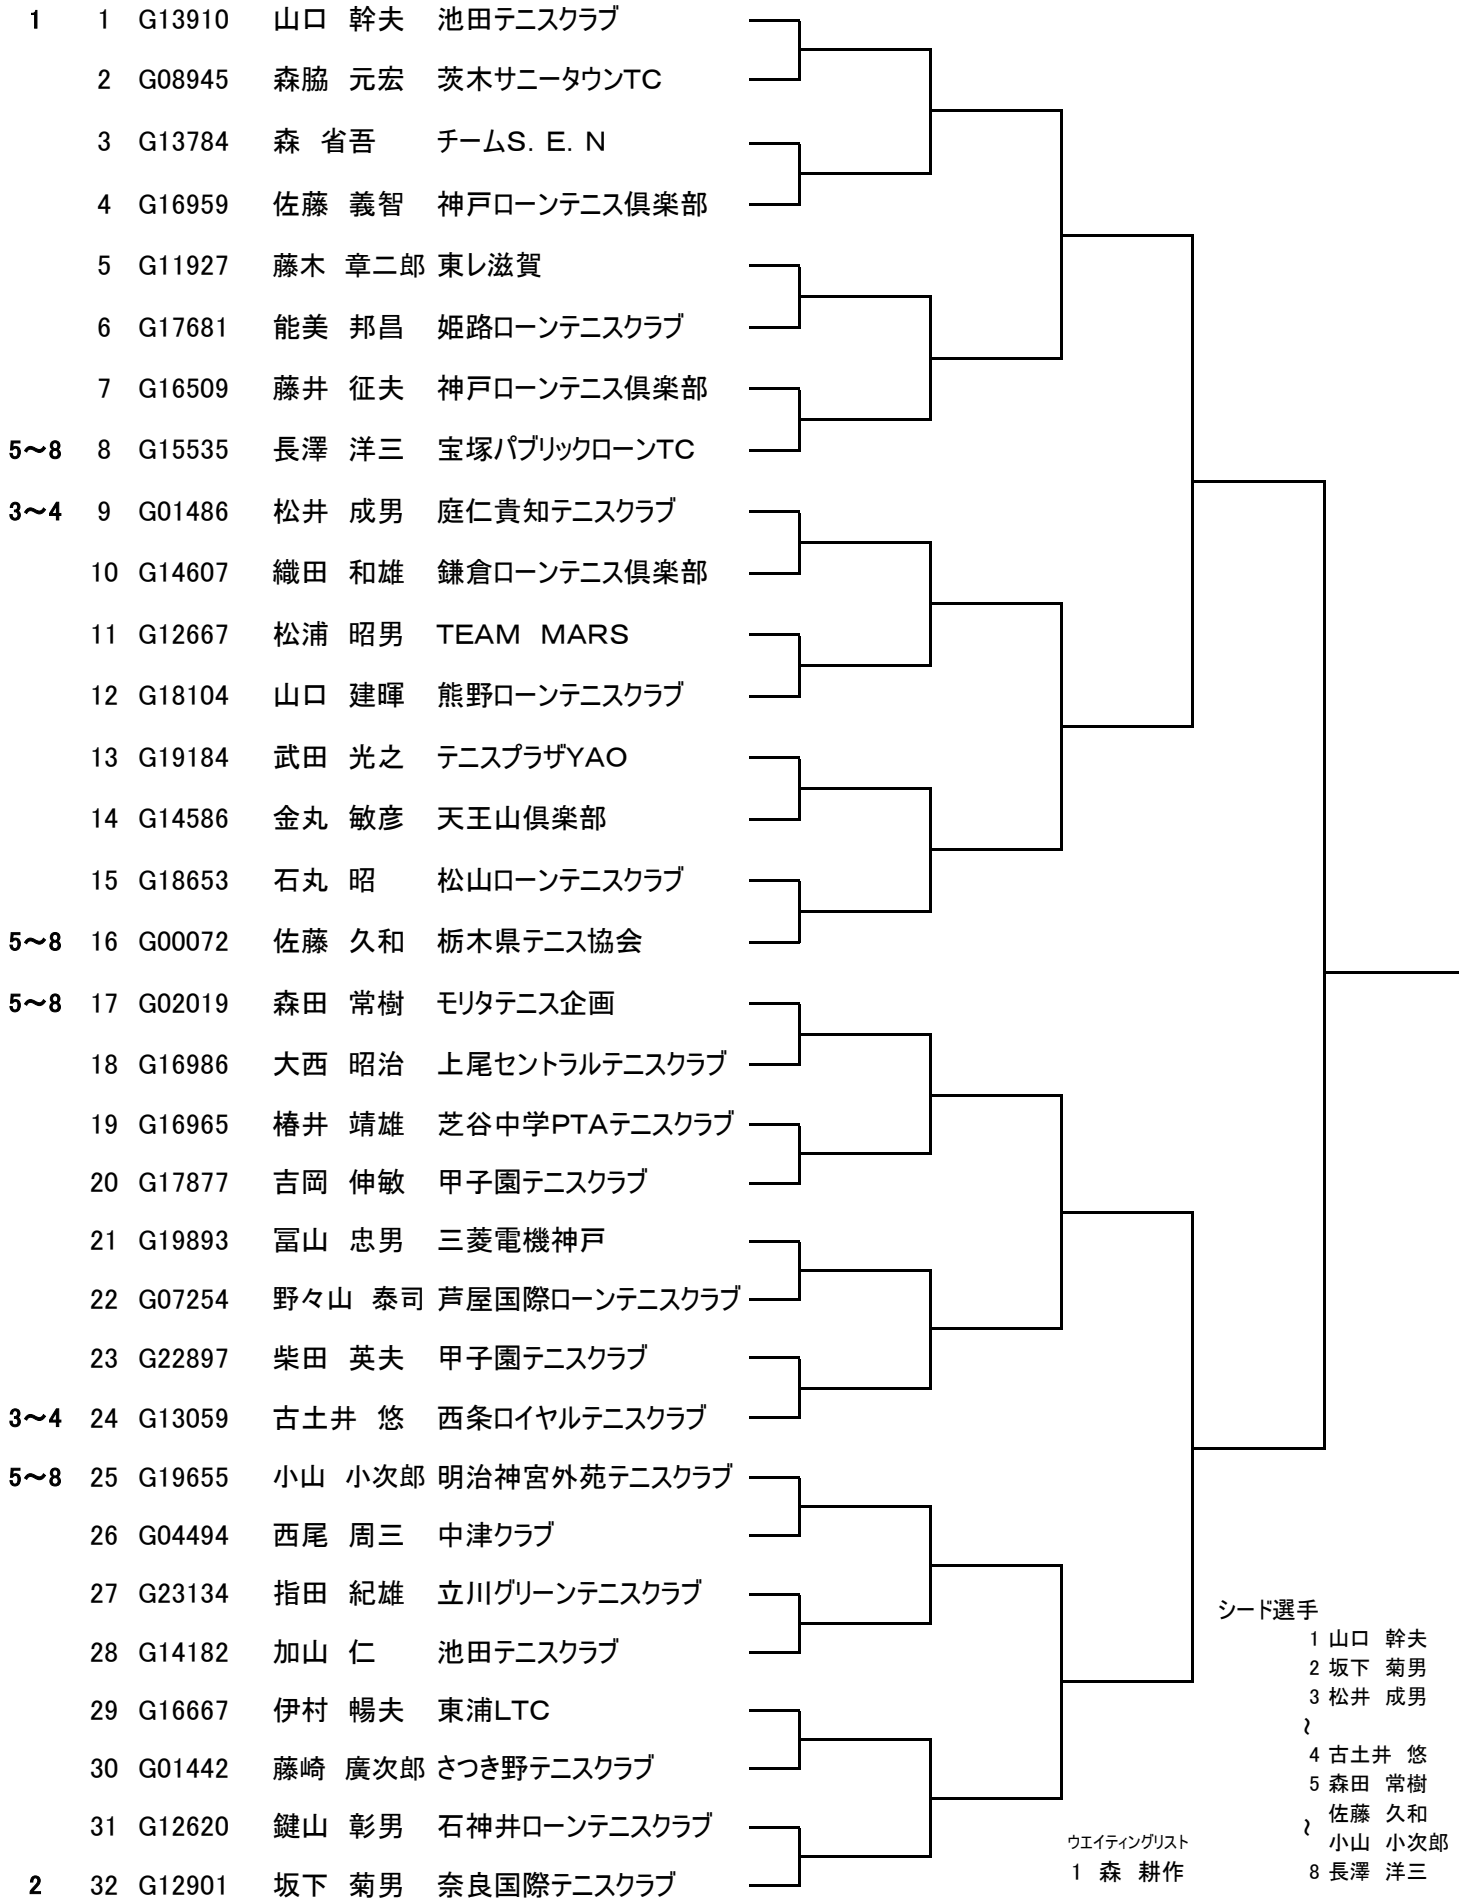 1 1 G13910 山口 幹夫 池田テニスクラブ
2 G08945 森脇 元宏 茨木サニータウンTC
3 G13784 森 省吾 チームS．E．N
4 G16959 佐藤 義智 神戸ローンテニス倶楽部
5 G11927 藤木 章二郎 東レ滋賀
6 G17681 能美 邦昌 姫路ローンテニスクラブ
7 G16509 藤井 征夫 神戸ローンテニス倶楽部
5～8 8 G15535 長澤 洋三 宝塚パブリックローンTC
3～4 9 G01486 松井 成男 庭仁貴知テニスクラブ
10 G14607 織田 和雄 鎌倉ローンテニス倶楽部
11 G12667 松浦 昭男 TEAM MARS
12 G18104 山口 建暉 熊野ローンテニスクラブ
13 G19184 武田 光之 テニスプラザYAO
14 G14586 金丸 敏彦 天王山倶楽部
15 G18653 石丸 昭 松山ローンテニスクラブ
5～8 16 G00072 佐藤 久和 栃木県テニス協会
5～8 17 G02019 森田 常樹 モリタテニス企画
18 G16986 大西 昭治 上尾セントラルテニスクラブ
19 G16965 椿井 靖雄 芝谷中学PTAテニスクラブ
20 G17877 吉岡 伸敏 甲子園テニスクラブ
21 G19893 冨山 忠男 三菱電機神戸
22 G07254 野々山 泰司 芦屋国際ローンテニスクラブ
23 G22897 柴田 英夫 甲子園テニスクラブ
3～4 24 G13059 古土井 悠 西条ロイヤルテニスクラブ
5～8 25 G19655 小山 小次郎 明治神宮外苑テニスクラブ
26 G04494 西尾 周三 中津クラブ
27 G23134 指田 紀雄 立川グリーンテニスクラブ
28 G14182 加山 仁 池田テニスクラブ
29 G16667 伊村 暢夫 東浦LTC
30 G01442 藤崎 廣次郎 さつき野テニスクラブ
31 G12620 鍵山 彰男 石神井ローンテニスクラブ
2 32 G12901 坂下 菊男 奈良国際テニスクラブ
シード選手
1 山口 幹夫
2 坂下 菊男
3 松井 成男
～
4 古土井 悠
5 森田 常樹
佐藤 久和
～
小山 小次郎
8 長澤 洋三
ウエイティングリスト
1 森 耕作